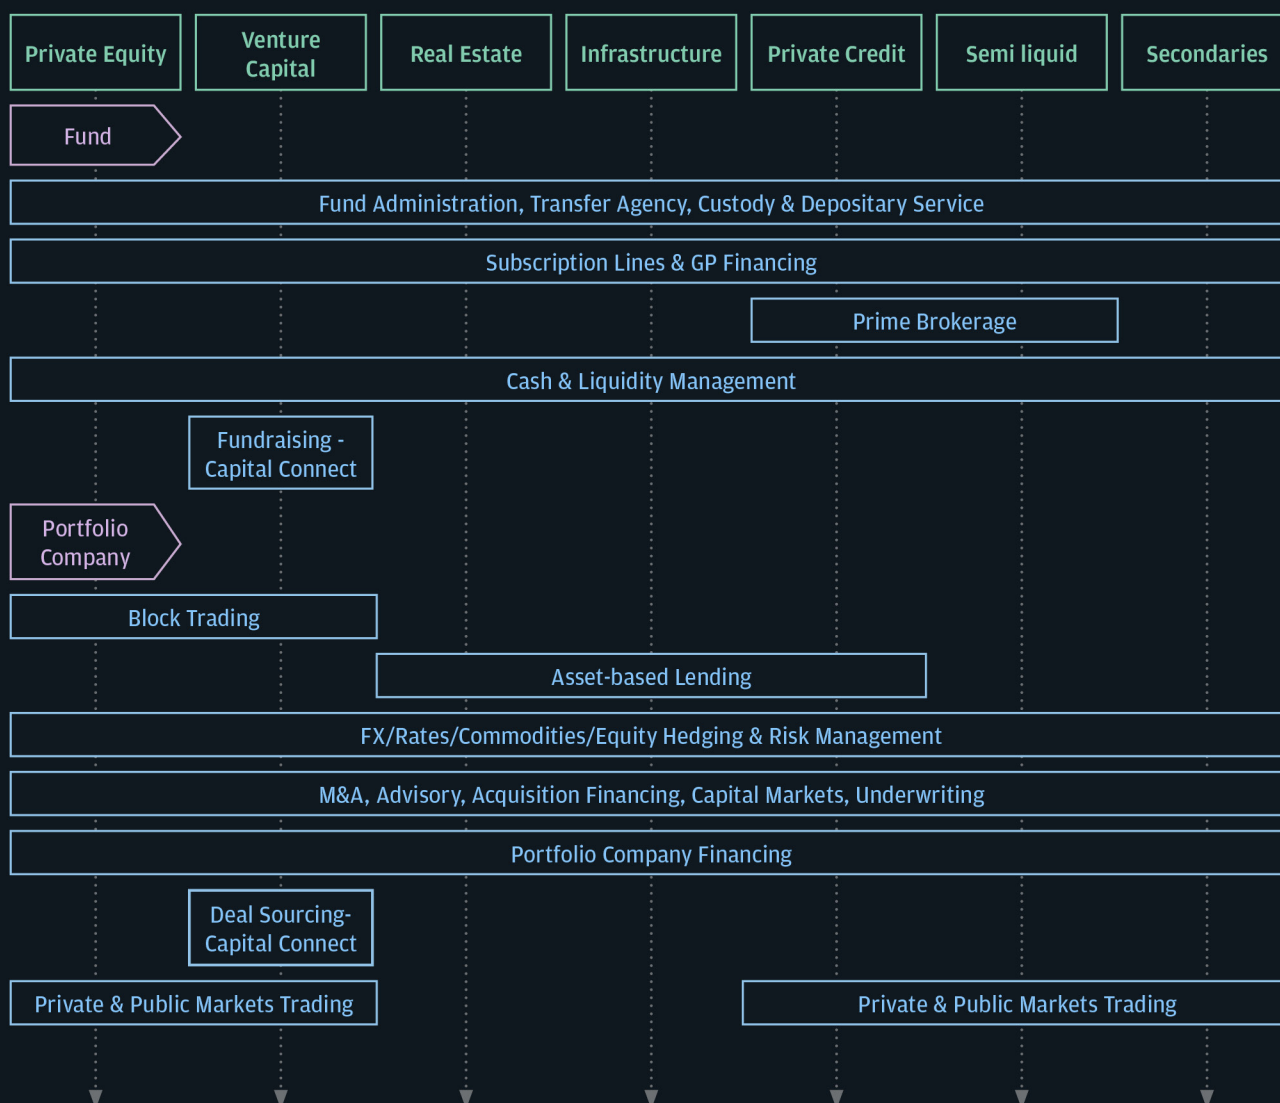 Private Equity
Venture
Capital
Real Estate
Infrastructure
Private Credit
Semi liquid
Secondaries
Fund
Fund Administration, Transfer Agency, Custody & Depositary Service
Subscription Lines & GP Financing
Prime Brokerage
Cash & Liquidity Management
Fundraising -
Capital Connect
Portfolio
Company
Block Trading
Asset-based Lending
FX/Rates/Commodities/Equity Hedging & Risk Management
M&A, Advisory, Acquisition Financing, Capital Markets, Underwriting
Portfolio Company Financing
Deal Sourcing-
Capital Connect
Private & Public Markets Trading
Private & Public Markets Trading